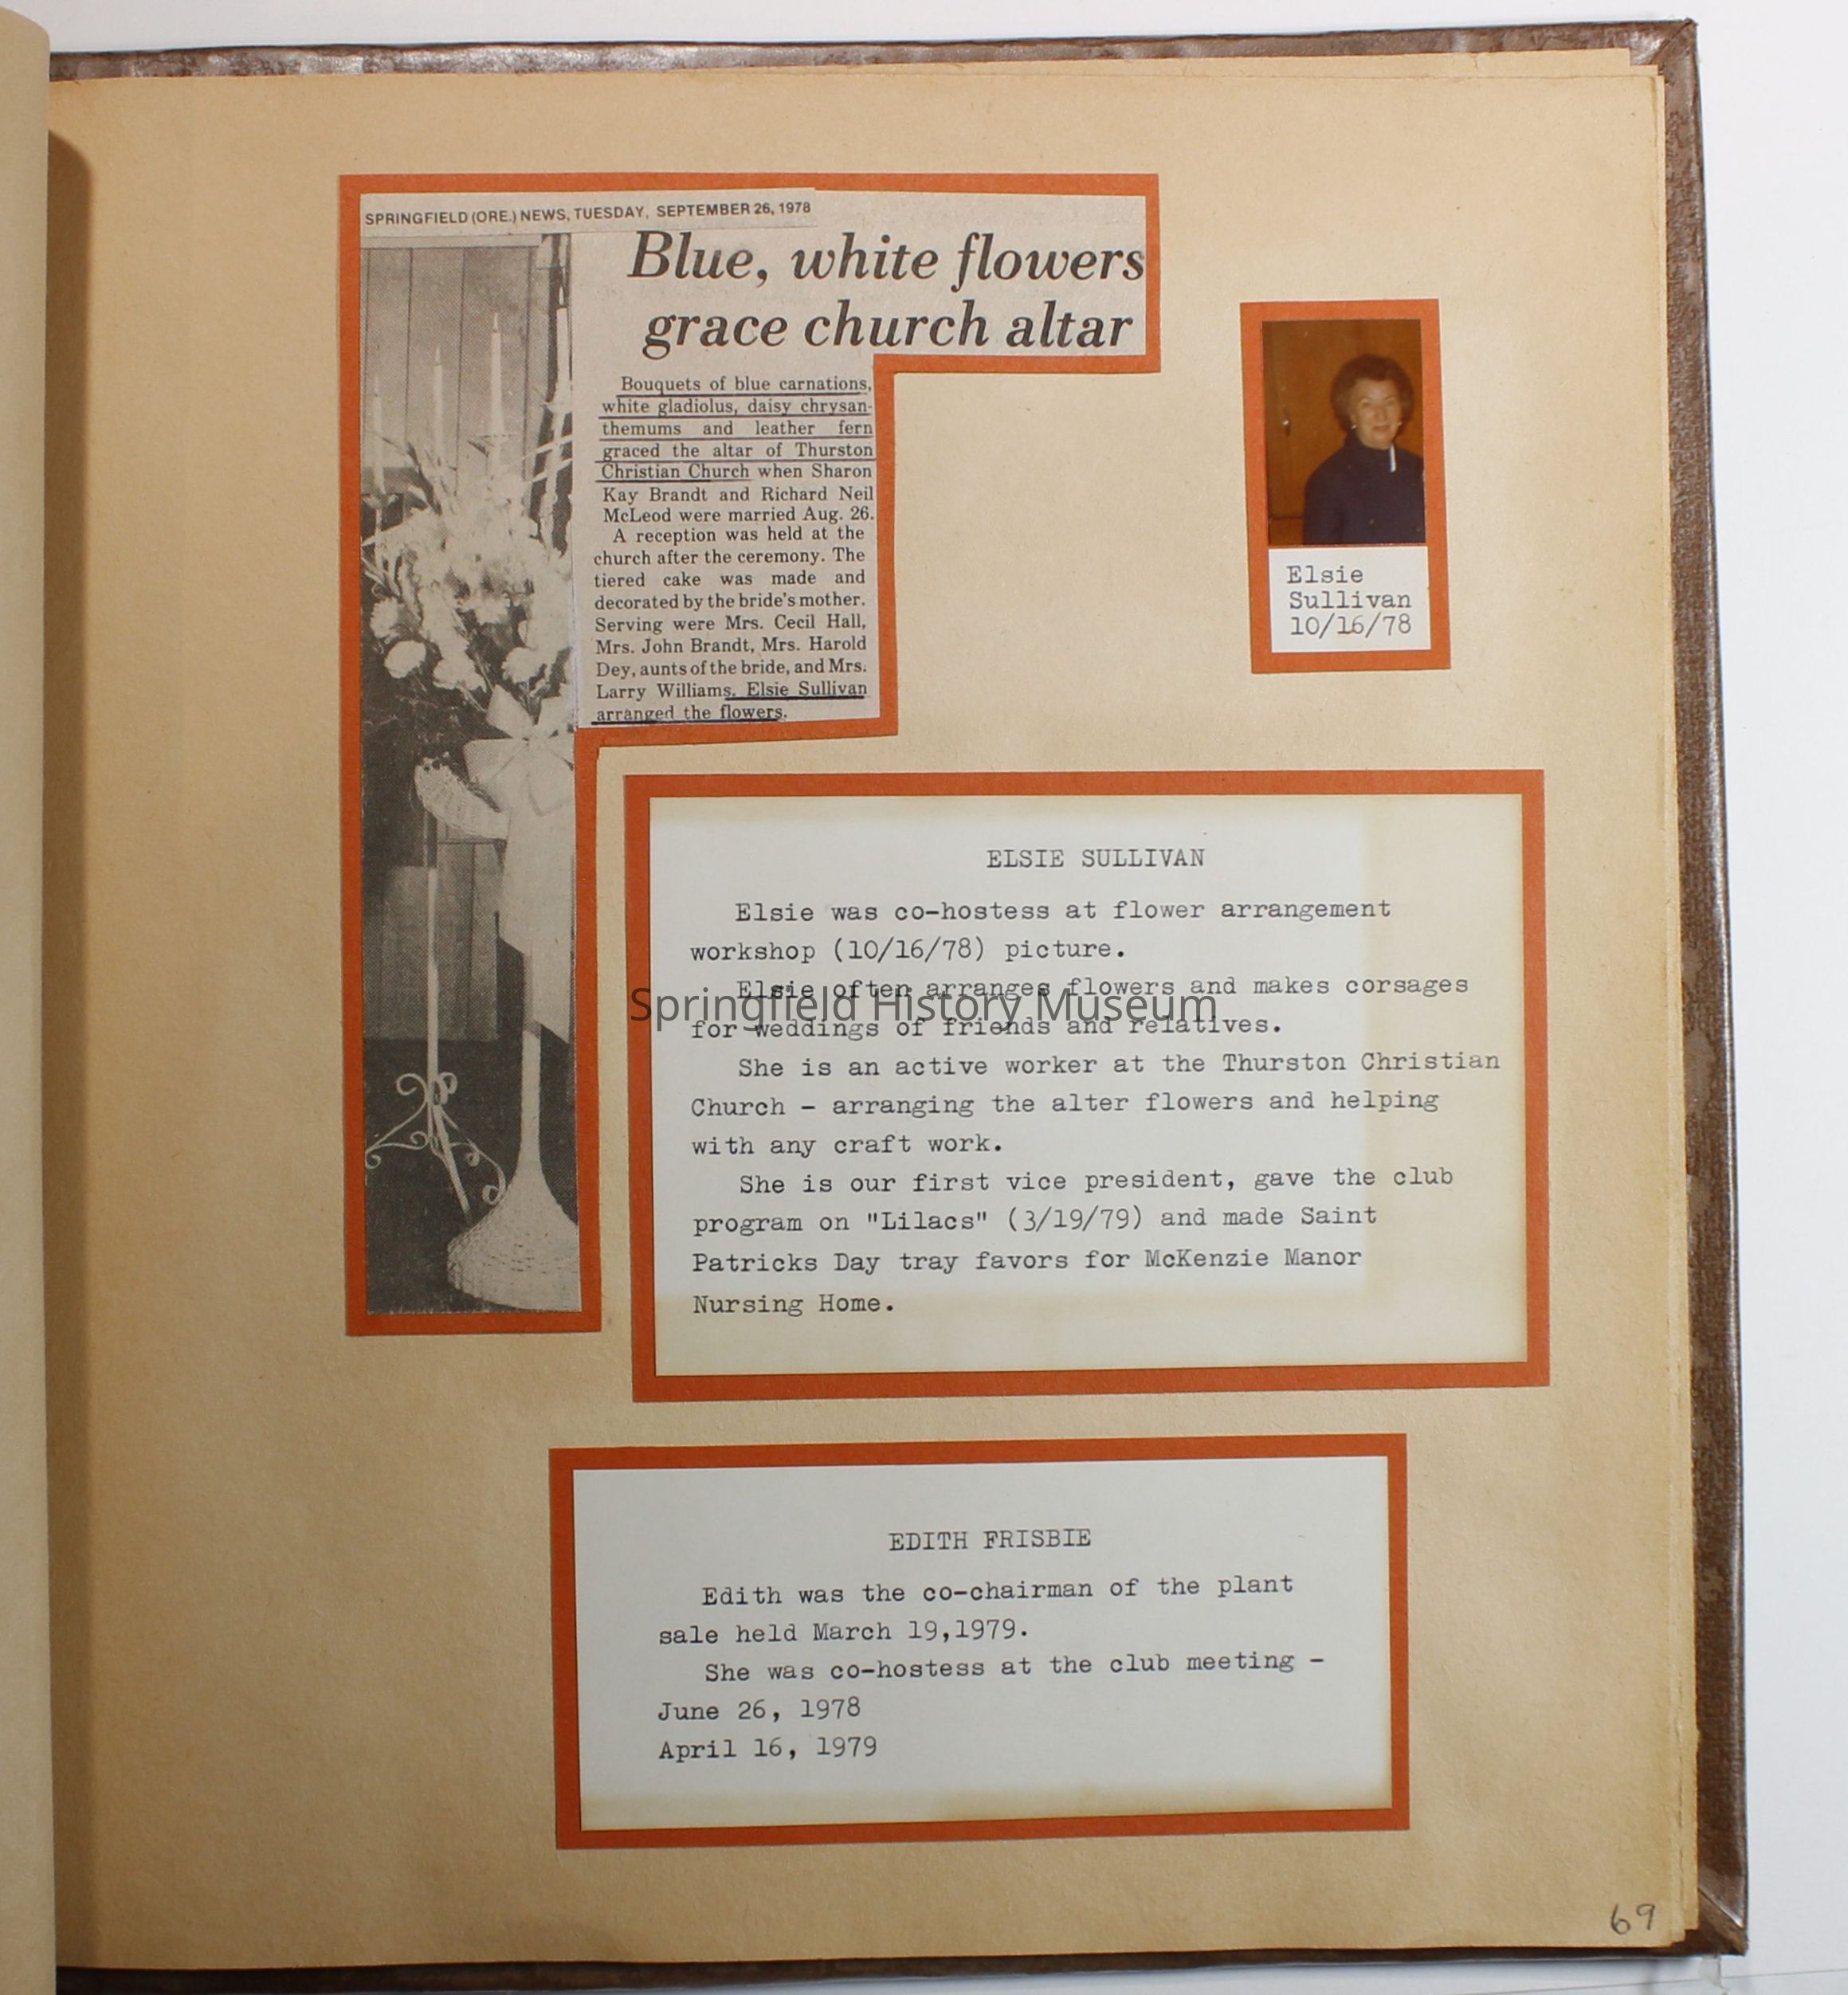 SPRINGFIELD (ORE.) NEWS, TUESDAY, SEPTEMBER 26, 1978
Blue, white flowers
grace church altar
Bouquets of blue carnations,
white gladiolus, daisy chrysan-
themums and leather fern
graced the altar of Thurston
Christian Church when Sharon
Kay Brandt and Richard Neil
McLeod were married Aug. 26.
A reception was held at the
church after the ceremony. The
tiered cake was made and
decorated by the bride's mother.
Serving were Mrs. Cecil Hall,
Mrs. John Brandt, Mrs. Harold
Dey, aunts of the bride, and Mrs.
Larry Williams. Elsie Sullivan
arranged the flowers.
Elsie
Sullivan
10/16/78
ELSIE SULLIVAN
Elsie was co-hostess at flower arrangement
workshop (10/16/78) picture.
Elsie often arranges flowers and makes corsages
for weddings of friends and relatives.
She is an active worker at the Thurston Christian
Church - arranging the alter flowers and helping
with any craft work.
She is our first vice president, gave the club
program on "Lilacs" (3/19/79) and made Saint
Patricks Day tray favors for McKenzie Manor
Nursing Home.
Springfield History Museum
EDITH FRISBIE
Edith was the co-chairman of the plant
sale held March 19,1979.
She was co-hostess at the club meeting -
June 26, 1978
April 16, 1979
69